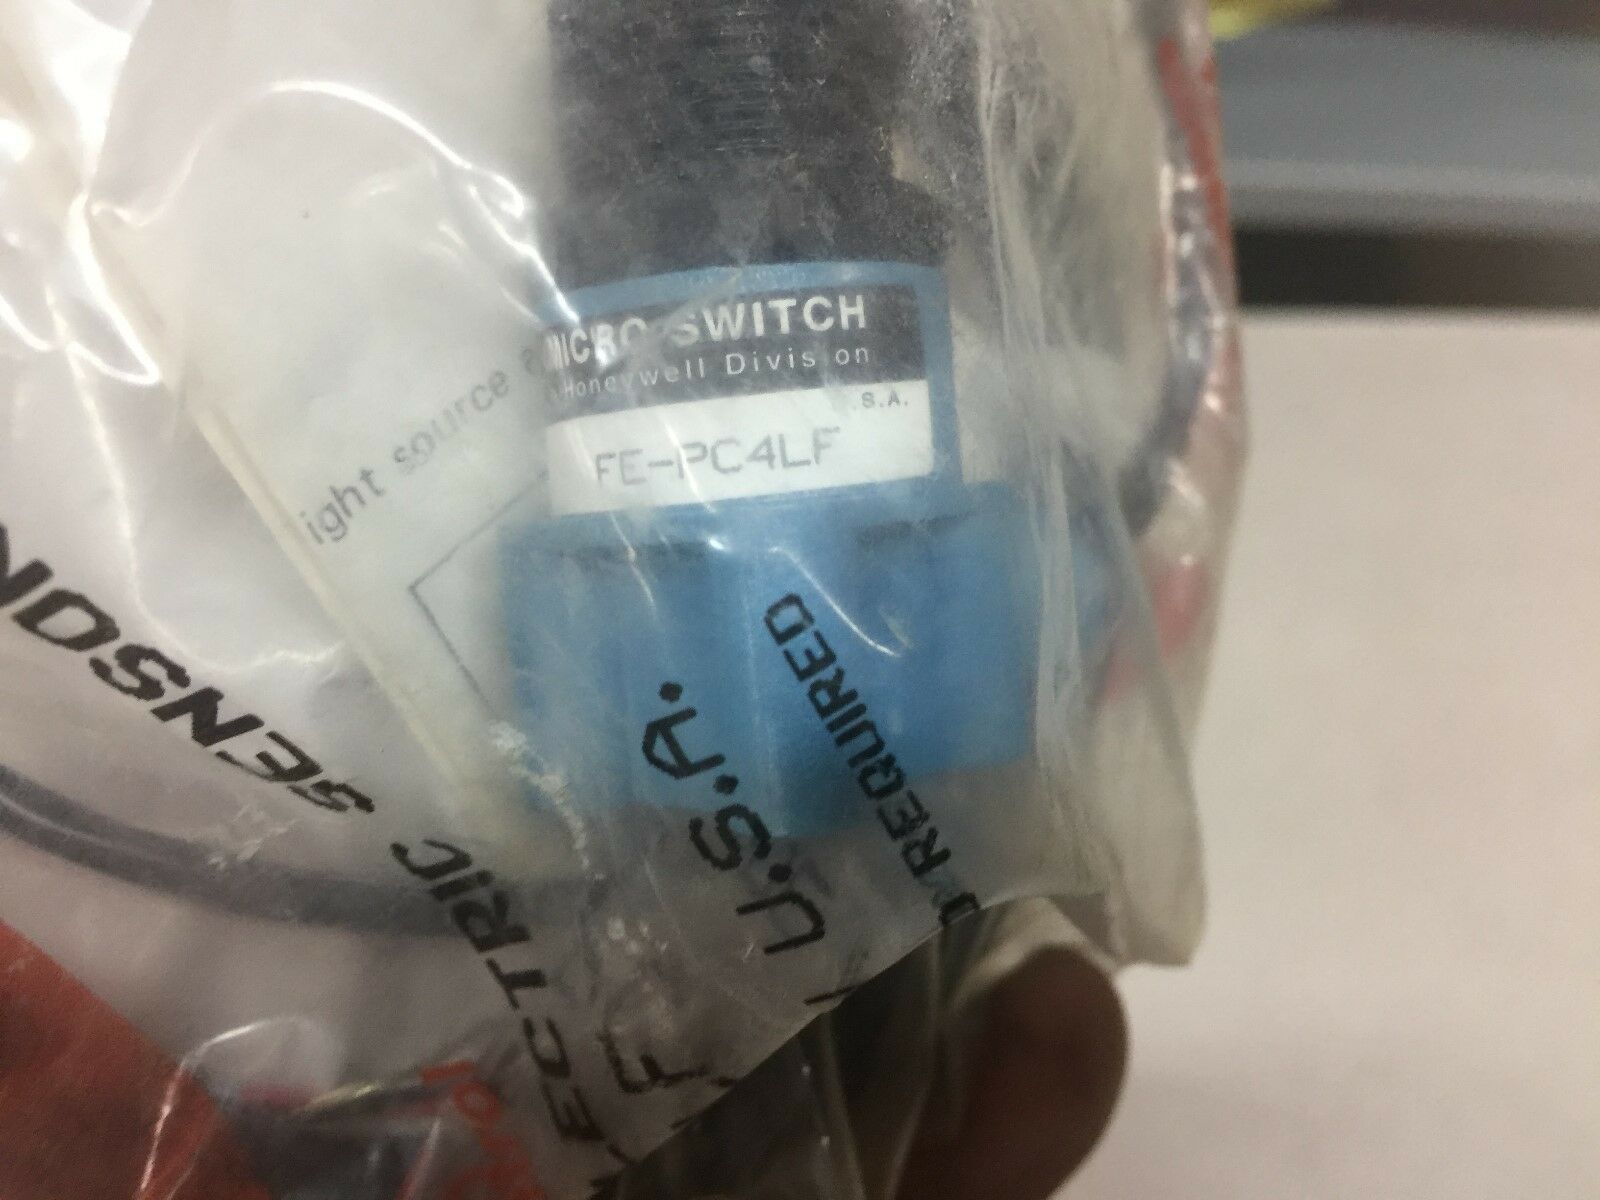 MICRO SWITCH
Honeywell Division
S.A.
FE-PC4LF
ight source
SENSOR
ECTRIC
U.S.A.
REQUIRED